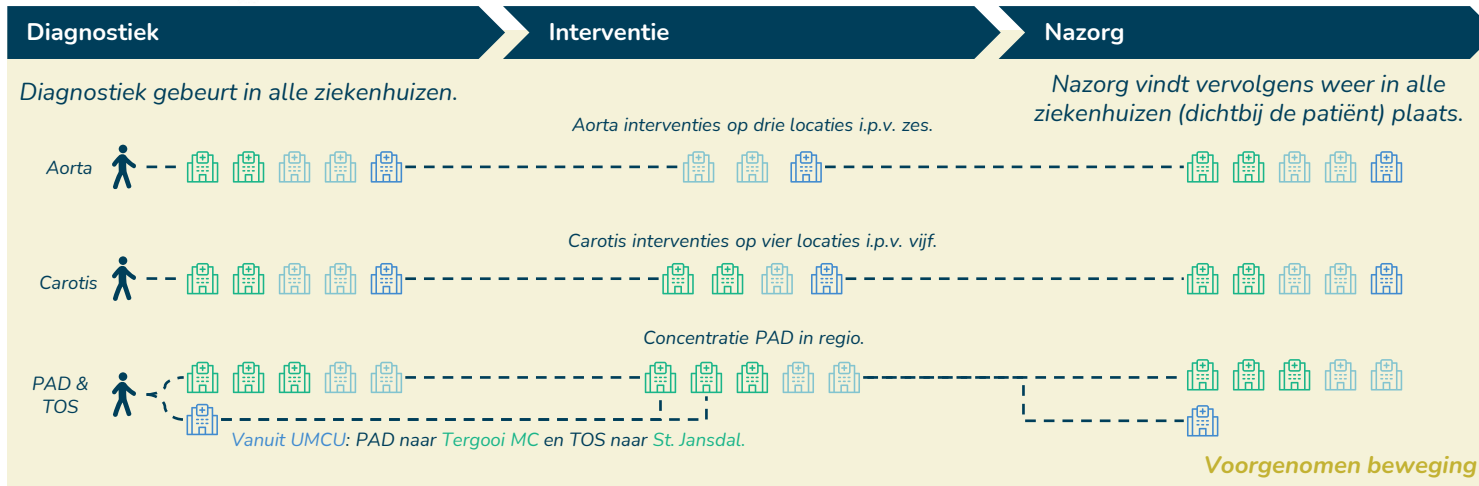 Diagnostiek
Interventie
Nazorg
Diagnostiek gebeurt in alle ziekenhuizen.
Nazorg vindt vervolgens weer in alle
ziekenhuizen (dichtbij de patiënt) plaats.
Aorta interventies op drie locaties i.p.v. zes.
Aorta
Carotis interventies op vier locaties i.p.v. vijf.
Carotis
Concentratie PAD in regio.
PAD &
TOS
Vanuit UMCU: PAD naar Tergooi MC en TOS naar St. Jansdal.
Voorgenomen beweging